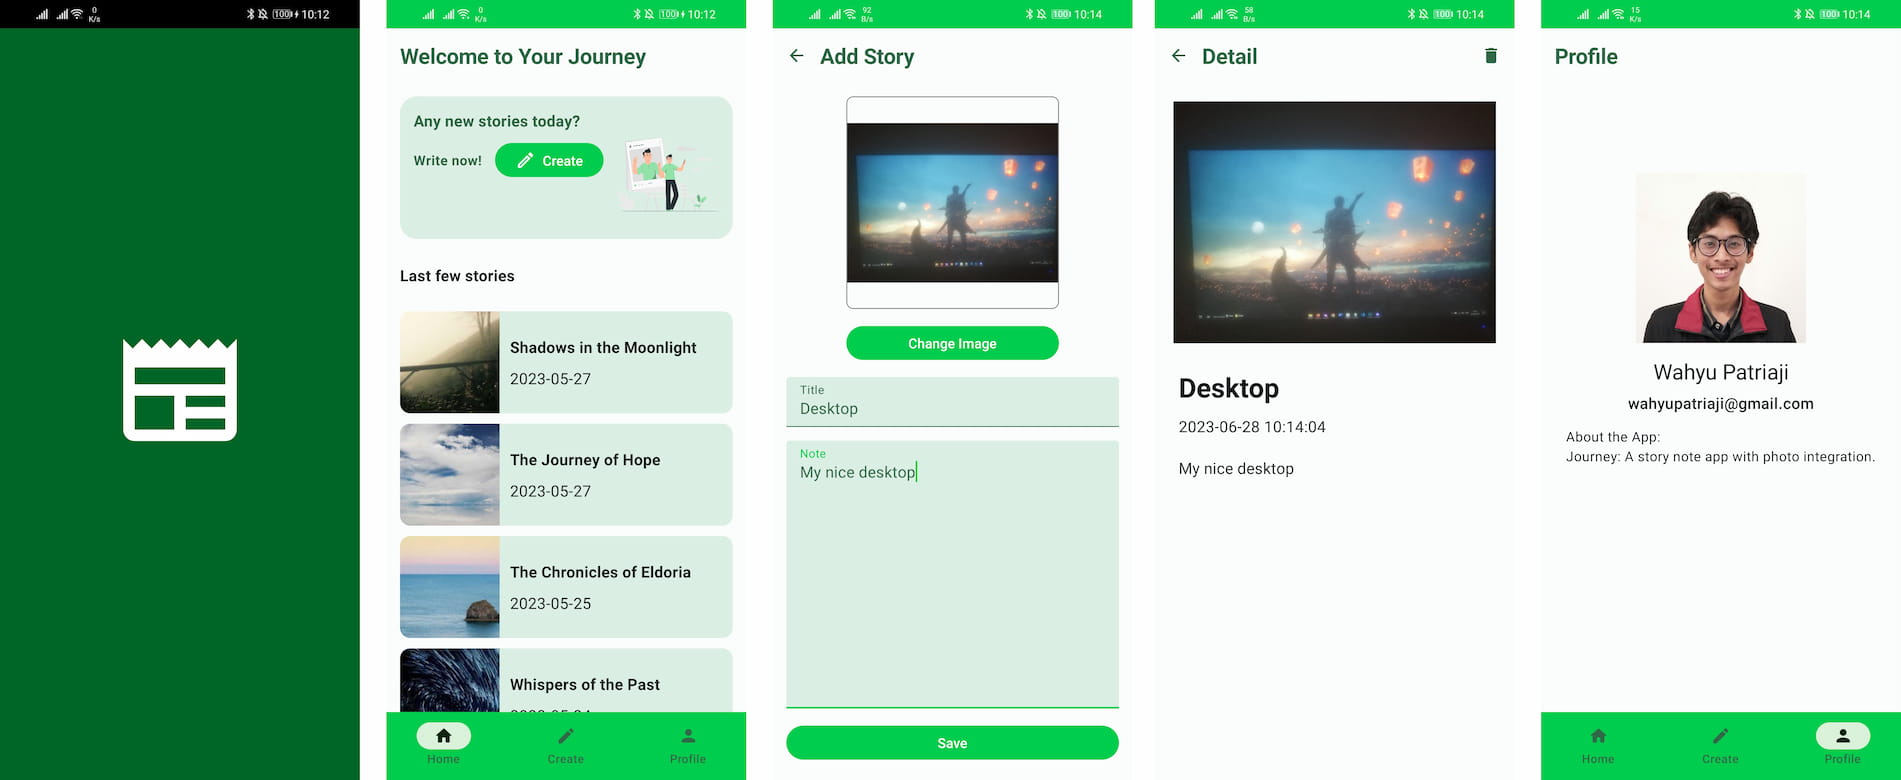 0
K/s
100
10:12
0
K/s
100
10:12
Welcome to Your Journey
Any new stories today?
Write now!
Create
Last few stories
Shadows in the Moonlight
2023-05-27
The Journey of Hope
2023-05-27
The Chronicles of Eldoria
2023-05-25
Whispers of the Past
Home
Create
Profile
92
B/s
100
10:14
Add Story
Change Image
Title
Desktop
Note
My nice desktop
Save
58
B/s
100
10:14
Detail
Desktop
2023-06-28 10:14:04
My nice desktop
15
K/s
100
10:14
Profile
Wahyu Patriaji
wahyupatriaji@gmail.com
About the App:
Journey: A story note app with photo integration.
Home
Create
Profile